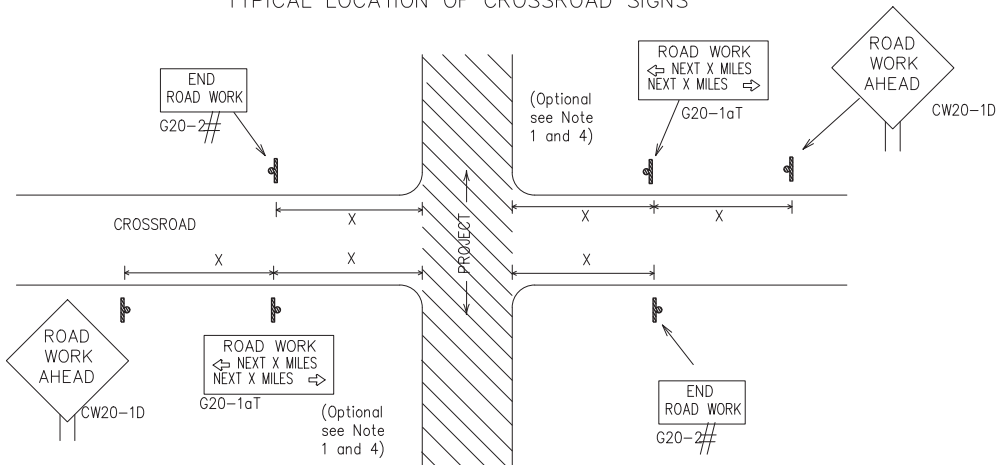 TYPICAL LOCATION OF CROSSROAD SIGNS
END
ROAD WORK
G20-2
(Optional
see Note
1 and 4)
ROAD WORK
NEXT X MILES
NEXT X MILES
G20-1aT
ROAD
WORK
AHEAD
CW20-1D
CROSSROAD
X
X
X
X
X
X
PROJECT
ROAD
WORK
AHEAD
CW20-1D
ROAD WORK
NEXT X MILES
NEXT X MILES
G20-1aT
(Optional
see Note
1 and 4)
END
ROAD WORK
G20-2